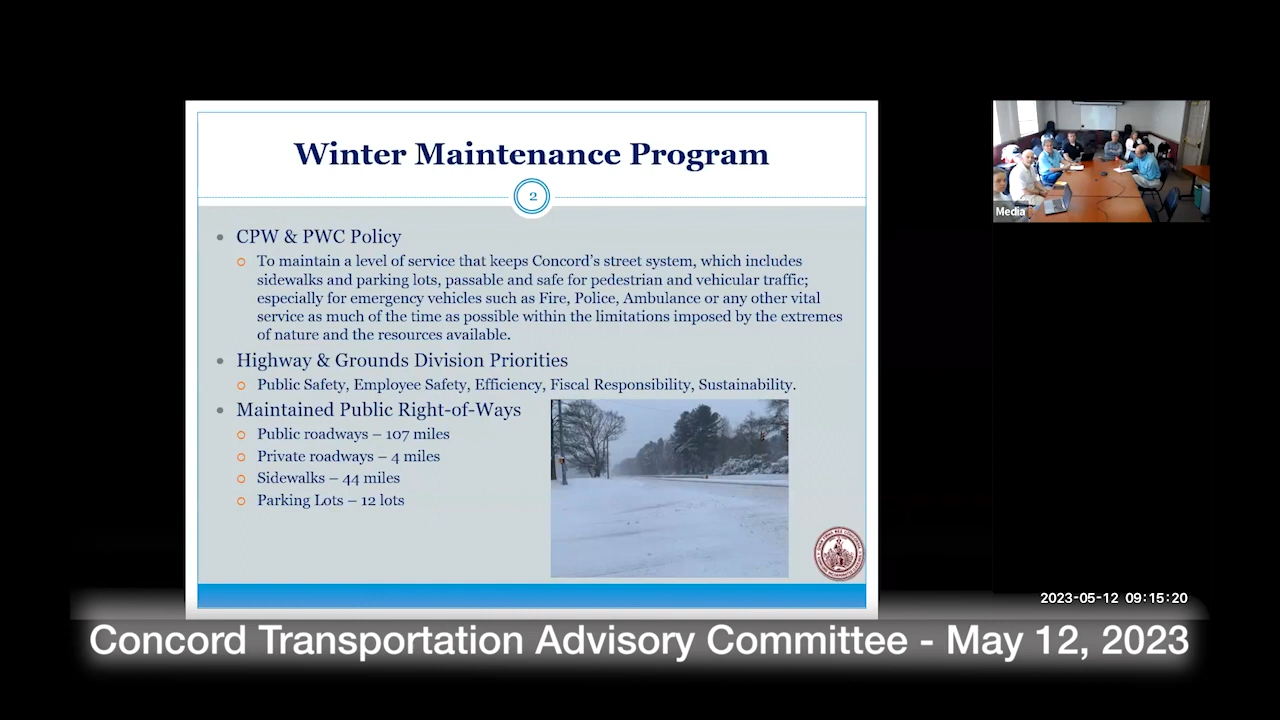 Winter Maintenance Program
2
CPW & PWC Policy
To maintain a level of service that keeps Concord's street system, which includes
sidewalks and parking lots, passable and safe for pedestrian and vehicular traffic;
especially for emergency vehicles such as Fire, Police, Ambulance or any other vital
service as much of the time as possible within the limitations imposed by the extremes
of nature and the resources available.
Highway & Grounds Division Priorities
Public Safety, Employee Safety, Efficiency, Fiscal Responsibility, Sustainability.
Maintained Public Right-of-Ways
Public roadways – 107 miles
Private roadways – 4 miles
Sidewalks – 44 miles
Parking Lots – 12 lots
Media
2023-05-12 09:15:20
Concord Transportation Advisory Committee - May 12, 2023